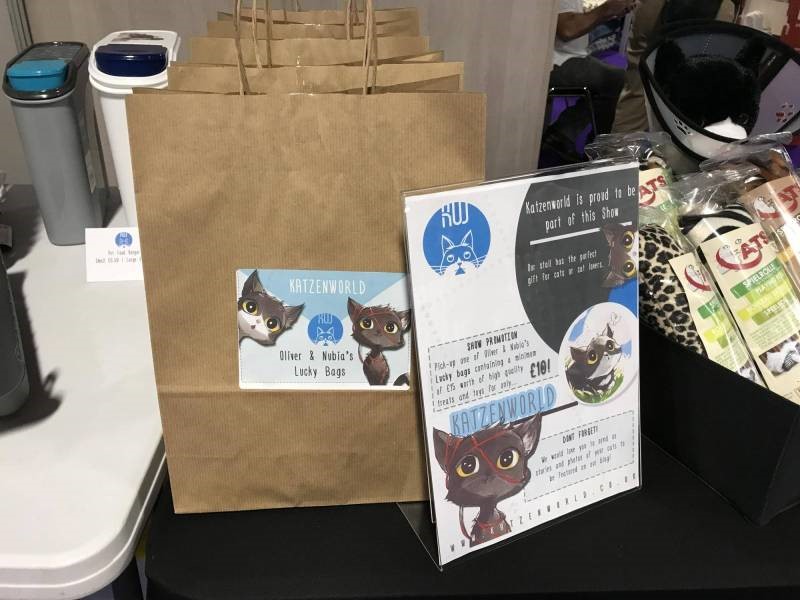 KATZENWORLD
KW
Oliver & Nubia's
Lucky Bags
KW
Katzenworld is proud to be
part of this Show
Our stall has the perfect
gift for cats or cat lovers.
SHOW PROMOTION
Pick-up one of Oliver & Nubia's
Lucky bags containing a minimum
of £15 worth of high quality
treats and toys for only...
£10!
KATZENWORLD
DONT FORGET!
We would love you to send us
stories and photos of your cats to
be featured on our blog!
WWW.KATZENWORLD.CO.UK
CATS
CATS
SPIELROLLE